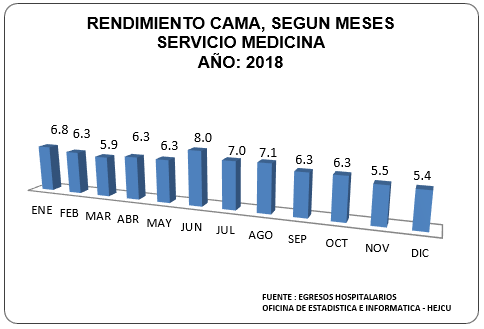 RENDIMIENTO CAMA, SEGUN MESES
SERVICIO MEDICINA
AÑO: 2018
6.8 6.3 5.9 6.3 6.3 8.0 7.0 7.1 6.3 6.3 5.5 5.4
ENE FEB MAR ABR MAY JUN JUL AGO SEP OCT NOV DIC
FUENTE : EGRESOS HOSPITALARIOS
OFICINA DE ESTADISTICA E INFORMATICA - HEJCU